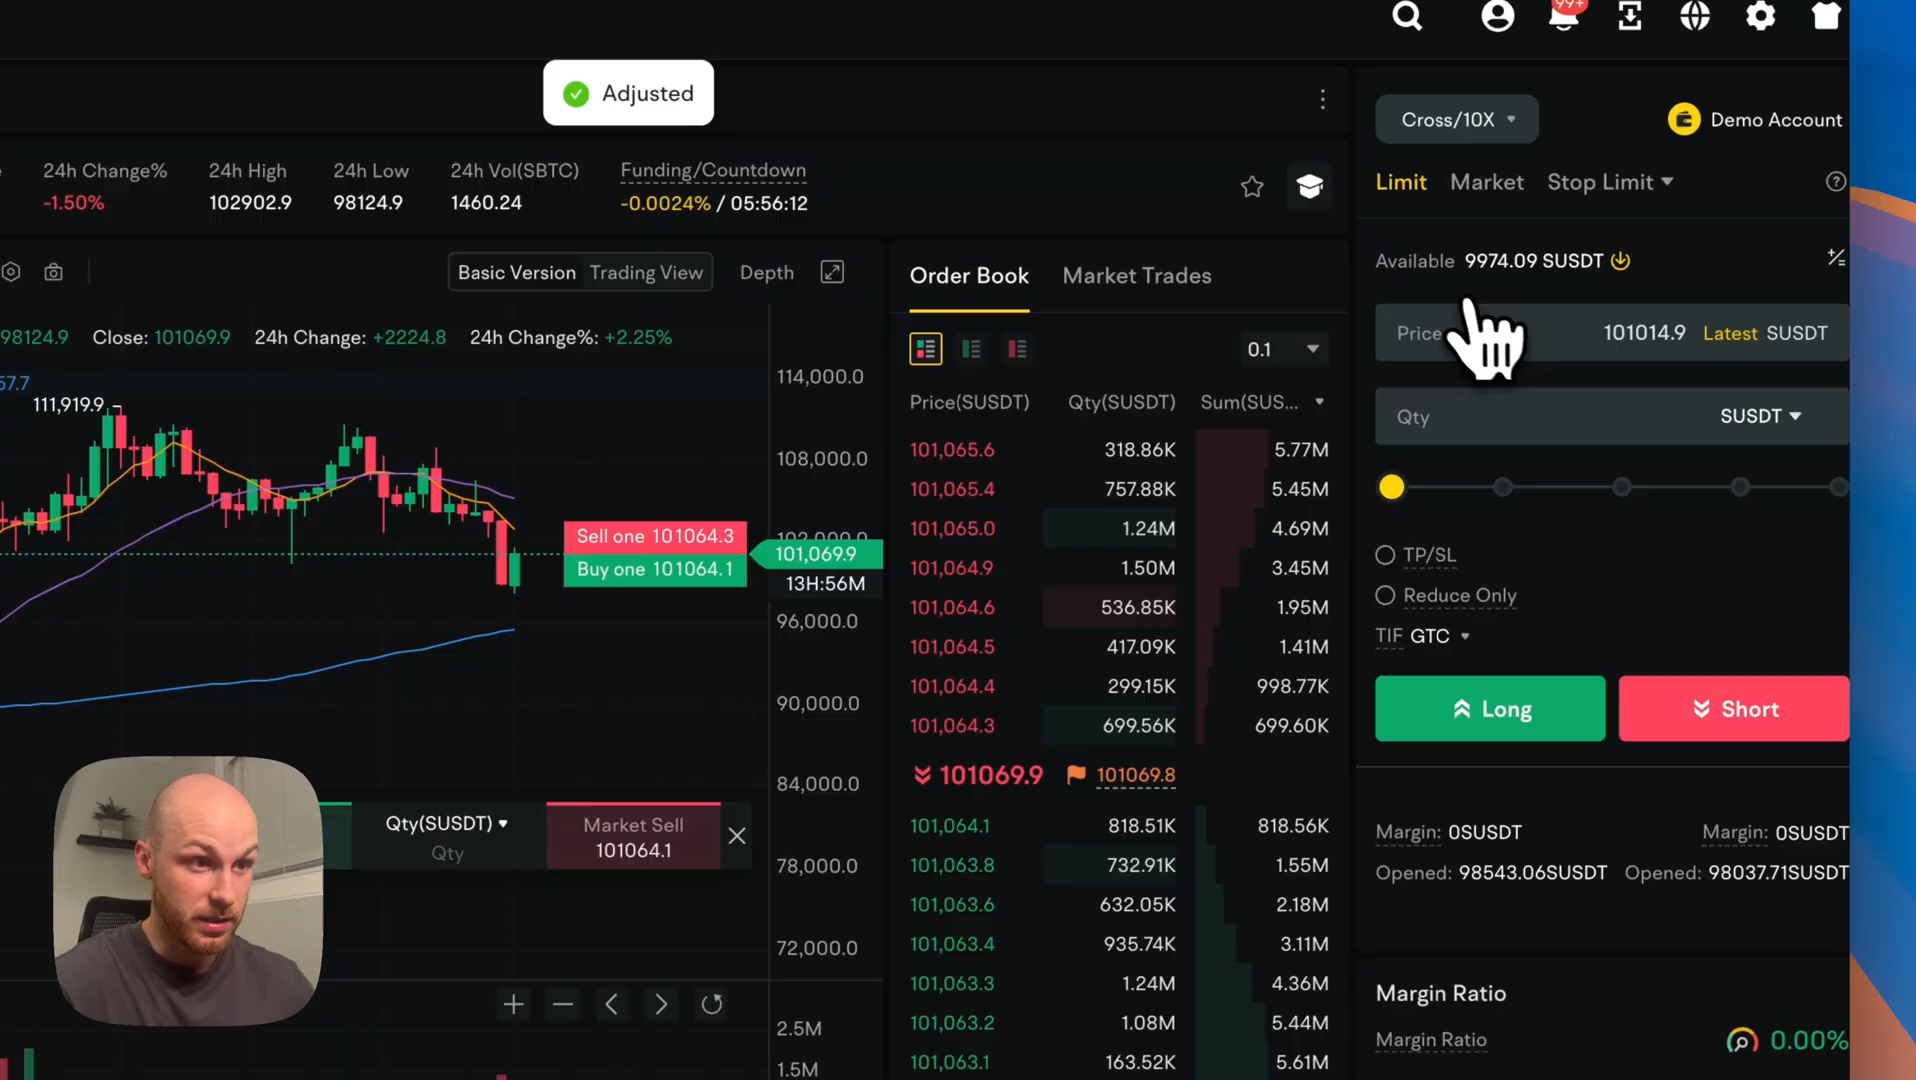 99+
Adjusted
Cross/10X
Demo Account
24h Change%
24h High
24h Low
24h Vol(SBTC)
Funding/Countdown
-1.50%
102902.9
98124.9
1460.24
-0.0024% / 05:56:12
Limit
Market
Stop Limit
Available 9974.09 SUSDT
Basic Version
Trading View
Depth
Order Book
Market Trades
98124.9 Close: 101069.9 24h Change: +2224.8 24h Change%: +2.25%
57.7
111,919.9
0.1
Price
101014.9 Latest SUSDT
Price(SUSDT) Qty(SUSDT) Sum(SUS...
Qty
SUSDT
101,065.6 318.86K 5.77M
101,065.4 757.88K 5.45M
101,065.0 1.24M 4.69M
101,064.9 1.50M 3.45M
101,064.6 536.85K 1.95M
101,064.5 417.09K 1.41M
101,064.4 299.15K 998.77K
101,064.3 699.56K 699.60K
101069.9 101069.8
101,064.1 818.51K 818.56K
101,063.8 732.91K 1.55M
101,063.6 632.05K 2.18M
101,063.4 935.74K 3.11M
101,063.3 1.24M 4.36M
101,063.2 1.08M 5.44M
101,063.1 163.52K 5.61M
114,000.0
108,000.0
102,000.0
Sell one 101064.3
Buy one 101064.1
101,069.9
13H:56M
96,000.0
90,000.0
84,000.0
78,000.0
72,000.0
2.5M
1.5M
Qty(SUSDT)
Qty
Market Sell
101064.1
TP/SL
Reduce Only
TIF GTC
Long
Short
Margin: 0SUSDT
Margin: 0SUSDT
Opened: 98543.06SUSDT
Opened: 98037.71SUSDT
Margin Ratio
Margin Ratio
0.00%